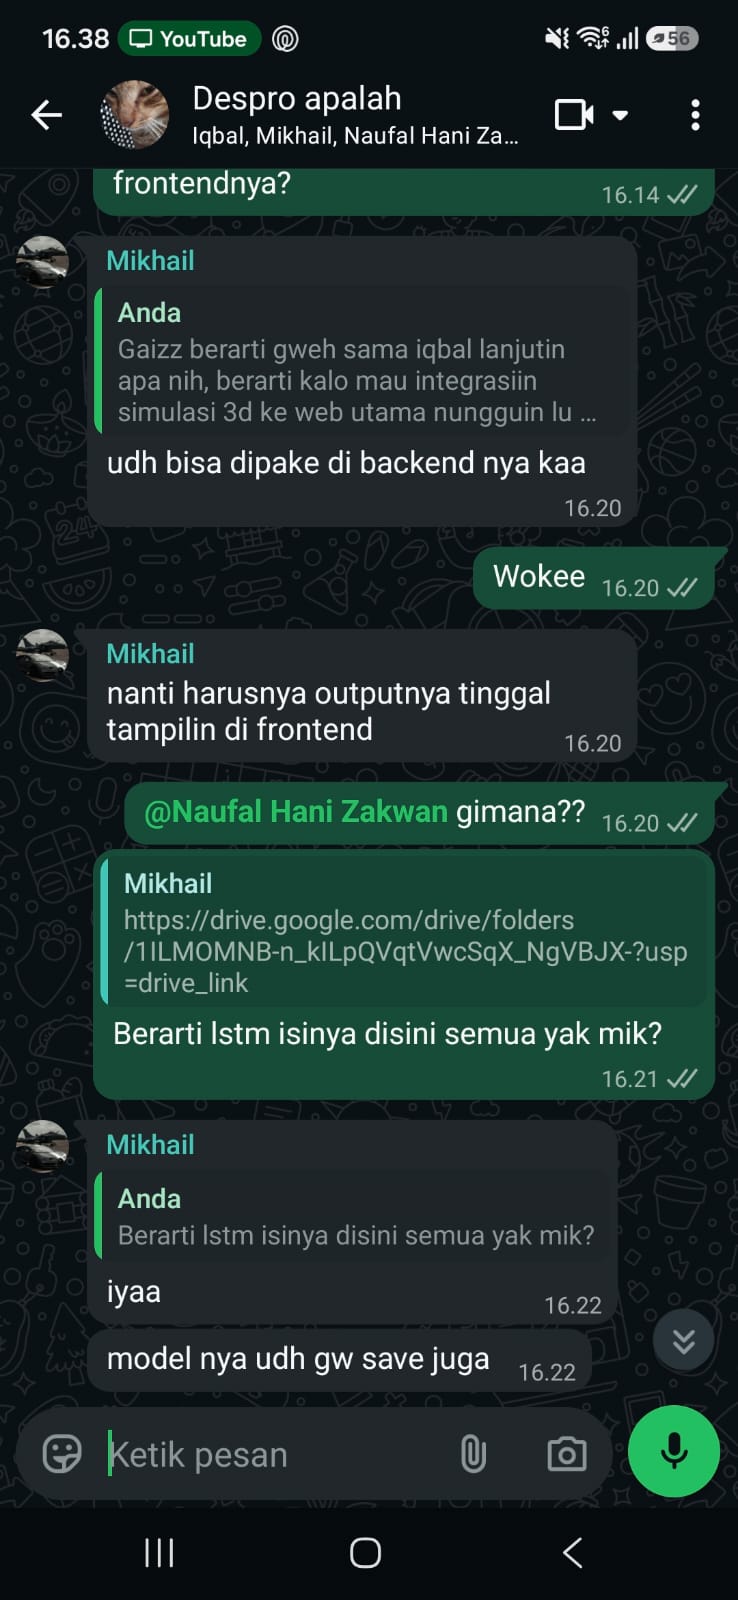 16.38 YouTube 6 56
Despro apalah
Iqbal, Mikhail, Naufal Hani Za...
frontendnya?
16.14
Mikhail
Anda
Gaizz berarti gweh sama iqbal lanjutin
apa nih, berarti kalo mau integrasiin
simulasi 3d ke web utama nungguin lu ...
udh bisa dipake di backend nya kaa
16.20
Wokee 16.20
Mikhail
nanti harusnya outputnya tinggal
tampilin di frontend
16.20
@Naufal Hani Zakwan gimana?? 16.20
Mikhail
https://drive.google.com/drive/folders
/1ILMOMNB-n_kILpQVqtVwcSqX_NgVBJX-?usp
=drive_link
Berarti lstm isinya disini semua yak mik?
16.21
Mikhail
Anda
Berarti lstm isinya disini semua yak mik?
iyaa
16.22
model nya udh gw save juga 16.22
Ketik pesan